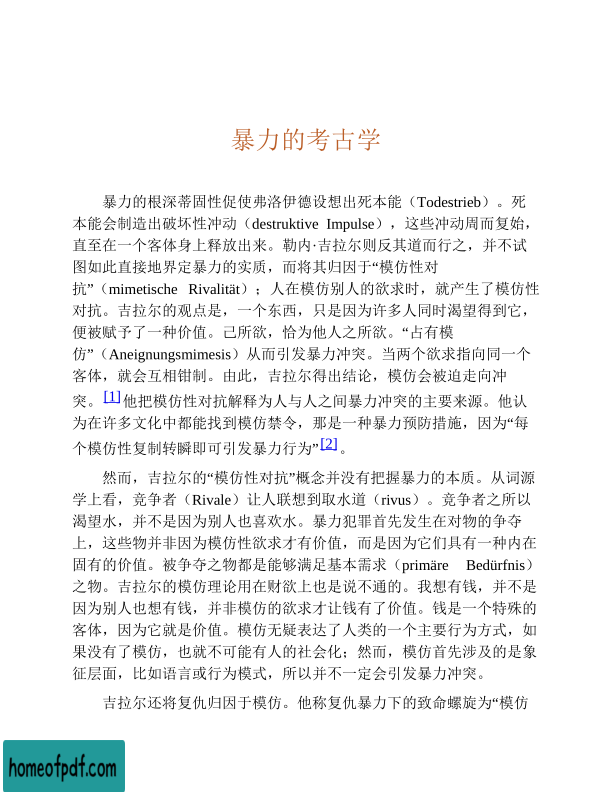 暴力的考古学
暴力的根深蒂固性促使弗洛伊德设想出死本能（Todestrieb）。死
本能会制造出破坏性冲动（destruktive Impulse），这些冲动周而复始，
直至在一个客体身上释放出来。勒内·吉拉尔则反其道而行之，并不试
图如此直接地界定暴力的实质，而将其归因于“模仿性对
抗”（mimetische Rivalität）；人在模仿别人的欲求时，就产生了模仿性
对抗。吉拉尔的观点是，一个东西，只是因为许多人同时渴望得到它，
便被赋予了一种价值。己所欲，恰为他人之所欲。“占有模
仿”（Aneignungsmimesis）从而引发暴力冲突。当两个欲求指向同一个
客体，就会互相钳制。由此，吉拉尔得出结论，模仿会被迫走向冲
突。[1]他把模仿性对抗解释为人与人之间暴力冲突的主要来源。他认
为在许多文化中都能找到模仿禁令，那是一种暴力预防措施，因为“每
个模仿性复制转瞬即可引发暴力行为”[2]。
然而，吉拉尔的“模仿性对抗”概念并没有把握暴力的本质。从词源
学上看，竞争者（Rivale）让人联想到取水道（rivus）。竞争者之所以
渴望水，并不是因为别人也喜欢水。暴力犯罪首先发生在对物的争夺
上，这些物并非因为模仿性欲求才有价值，而是因为它们具有一种内在
固有的价值。被争夺之物都是能够满足基本需求（primäre Bedürfnis）
之物。吉拉尔的模仿理论用在财欲上也是说不通的。我想有钱，并不是
因为别人也想有钱，并非模仿的欲求才让钱有了价值。钱是一个特殊的
客体，因为它就是价值。模仿无疑表达了人类的一个主要行为方式，如
果没有了模仿，也就不可能有人的社会化；然而，模仿首先涉及的是象
征层面，比如语言或行为模式，所以并不一定会引发暴力冲突。
吉拉尔还将复仇归因于模仿。他称复仇暴力下的致命螺旋为“模仿
homeofpdf.com